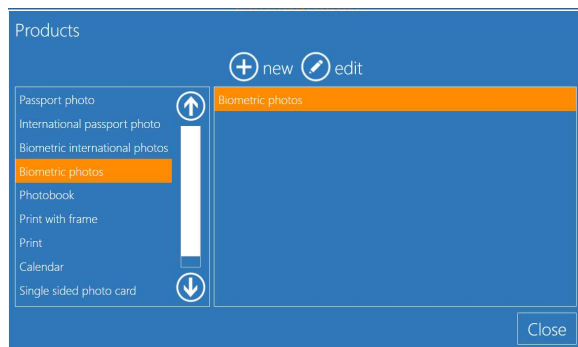 Products
new edit
Passport photo
International passport photo
Biometric international photos
Biometric photos
Photobook
Print with frame
Print
Calendar
Single sided photo card
Biometric photos
Close